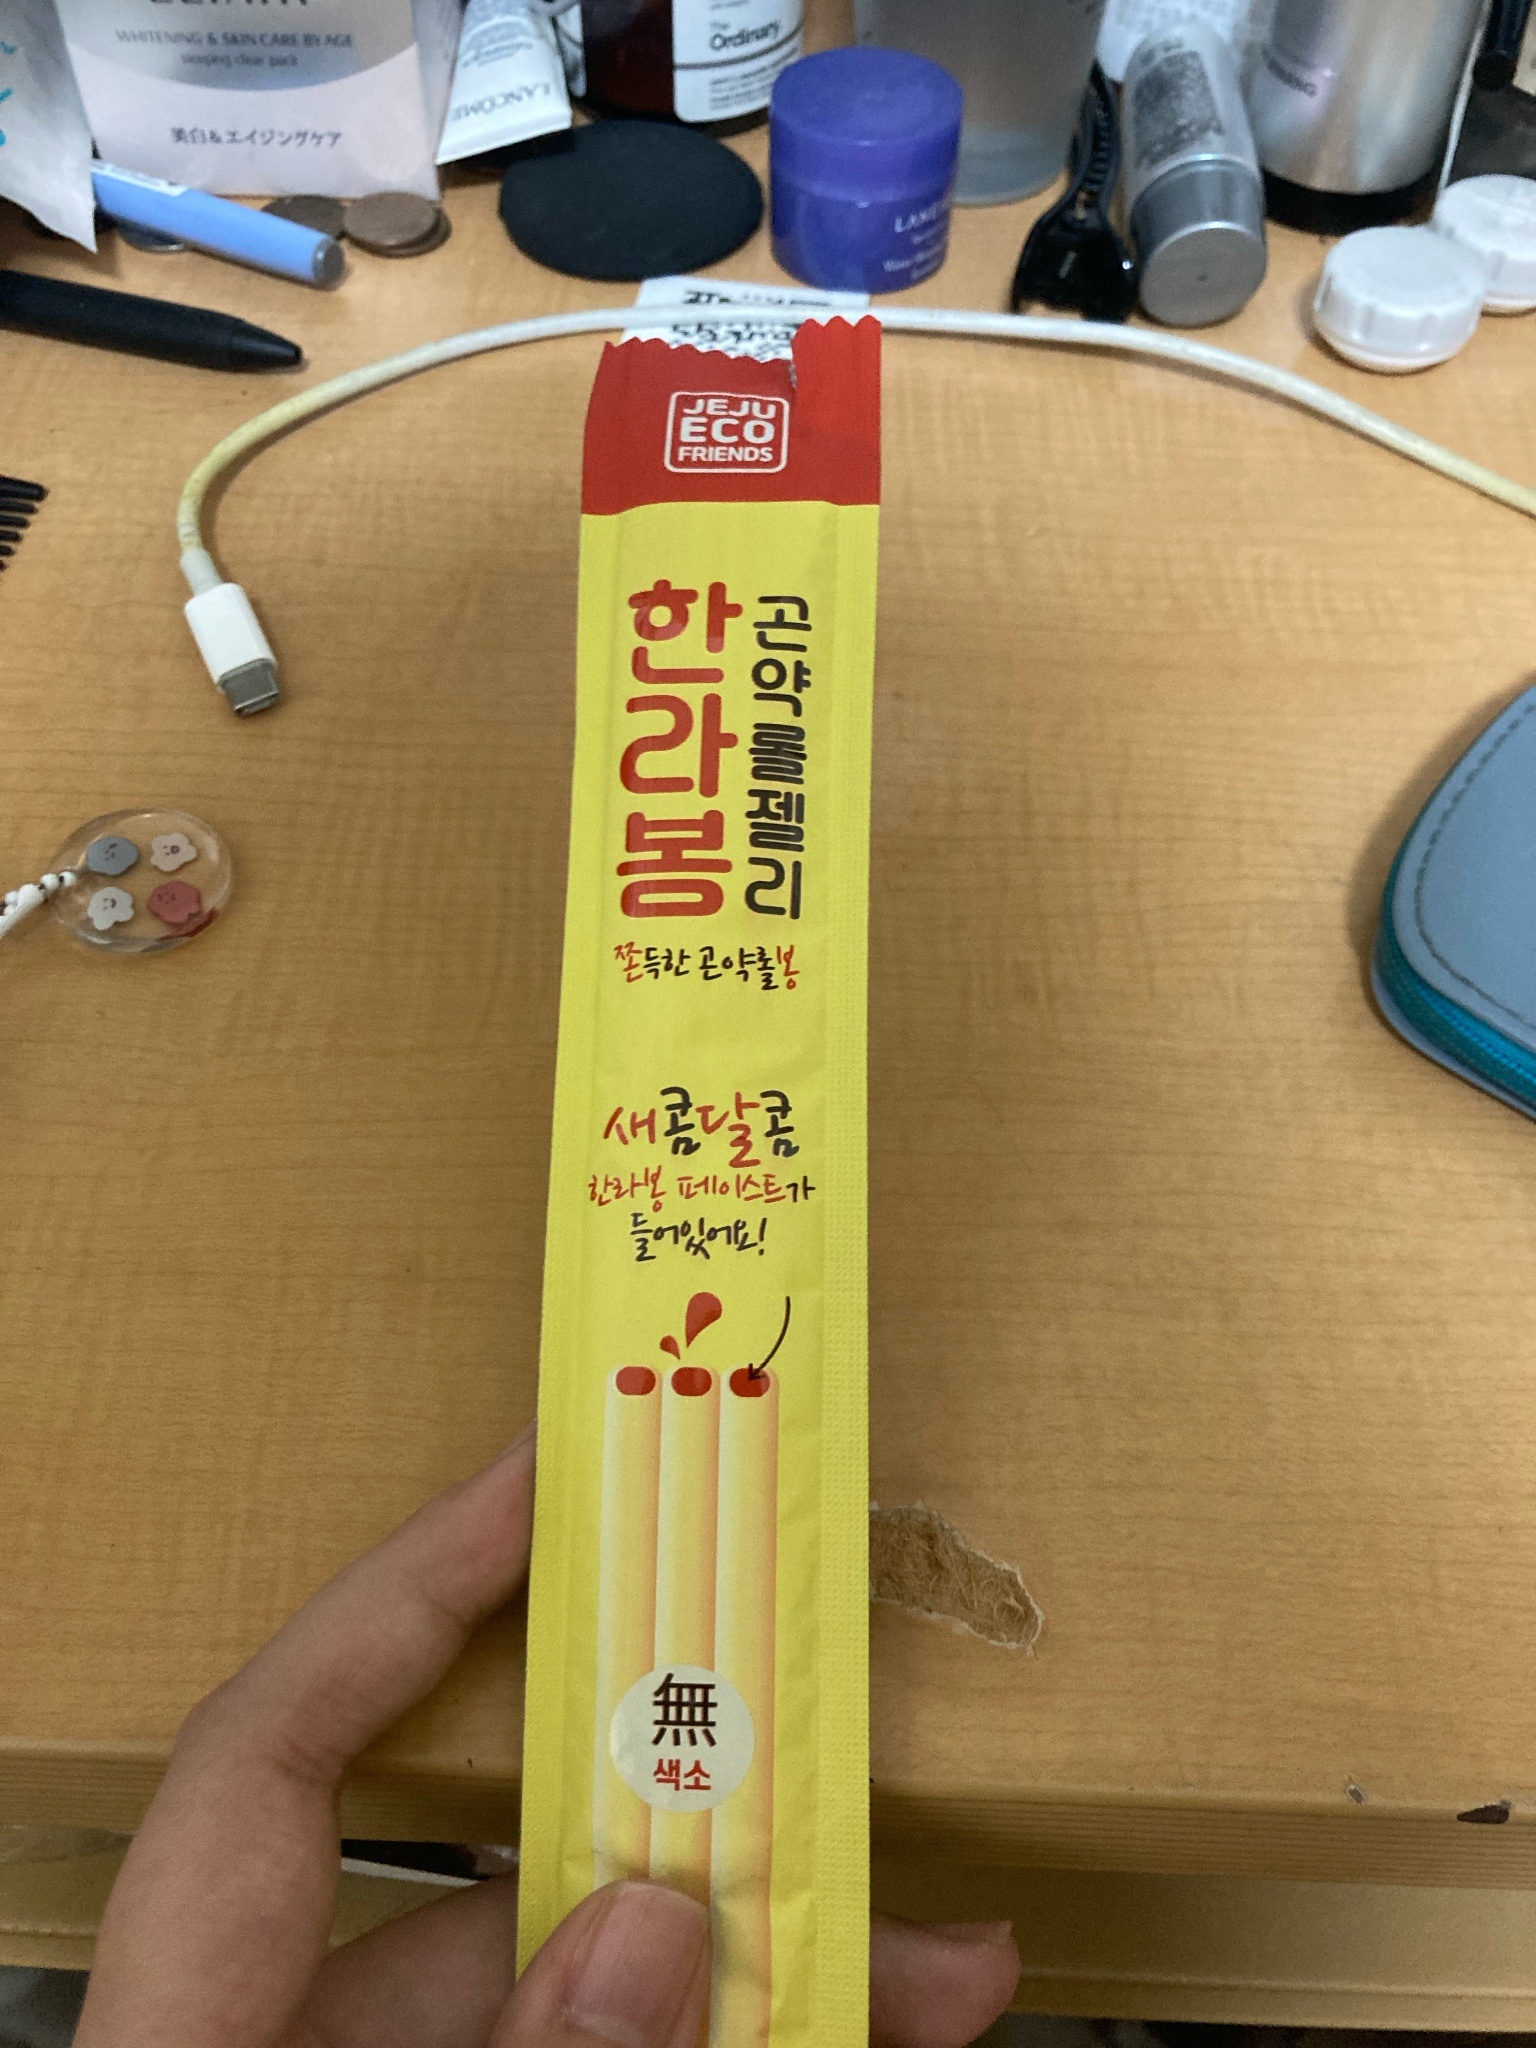 WHITENING & SKIN CARE BY AGE
sleeping clear pack
美白&エイジングケア
LANCOME
The
Ordinary.
JEJU
ECO
FRIENDS
한라봉
곤약롤젤리
쫀득한 곤약롤봉
새콤달콤
한라봉 페이스트가
들어있어요!
無
색소